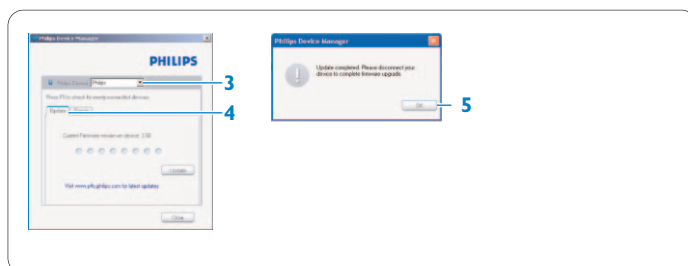 Philips Device Manager
PHILIPS
Philips Device Philips
3
Press F5 to check for newly connected devices.
Update
4
Current Firmware version on device: 1.50
Update
Visit www.p4c.philips.com for latest updates
Close
Philips Device Manager
Update completed. Please disconnect your
device to complete firmware upgrade.
OK
5